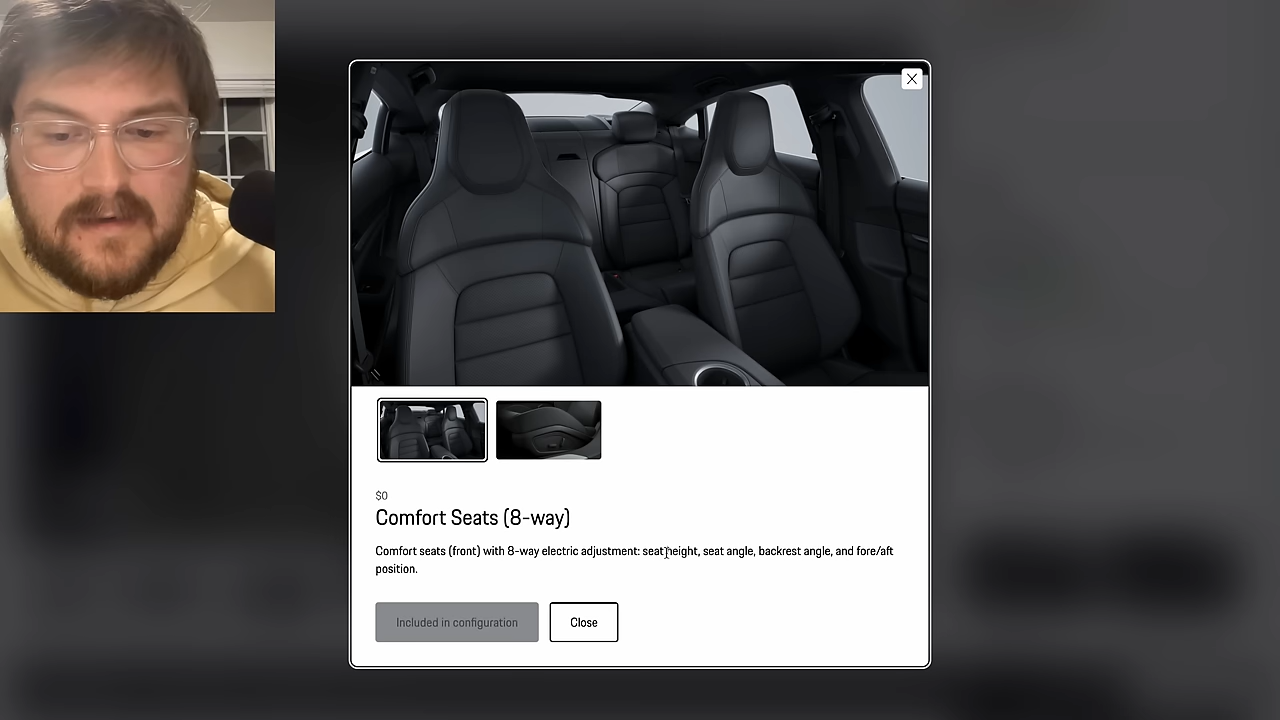 $0
Comfort Seats (8-way)
Comfort seats (front) with 8-way electric adjustment: seat height, seat angle, backrest angle, and fore/aft
position.
Included in configuration
Close